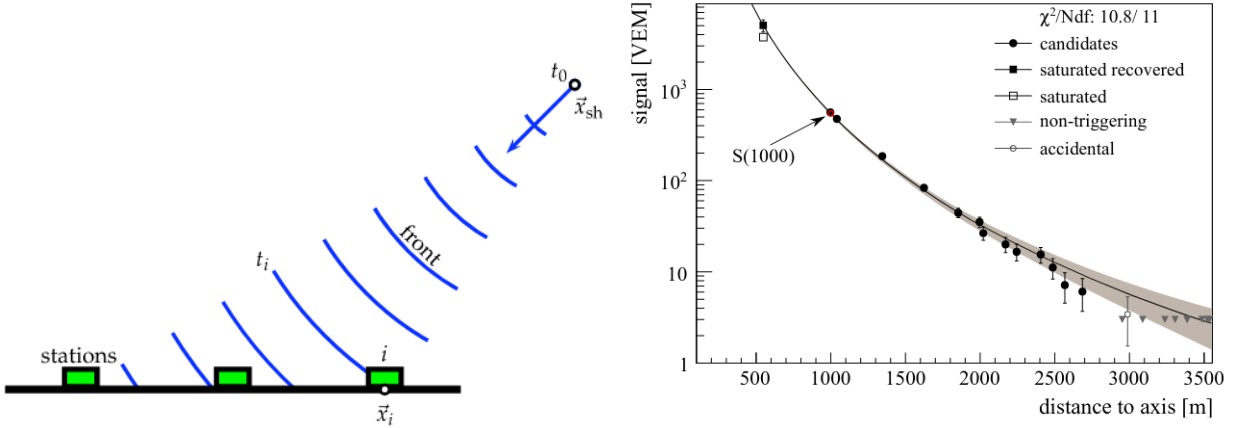 t₀
x⃗sh
front
tᵢ
stations
i
x⃗ᵢ
signal [VEM]
10³
10²
10
1
χ²/Ndf: 10.8/ 11
candidates
saturated recovered
saturated
non-triggering
accidental
S(1000)
500 1000 1500 2000 2500 3000 3500
distance to axis [m]